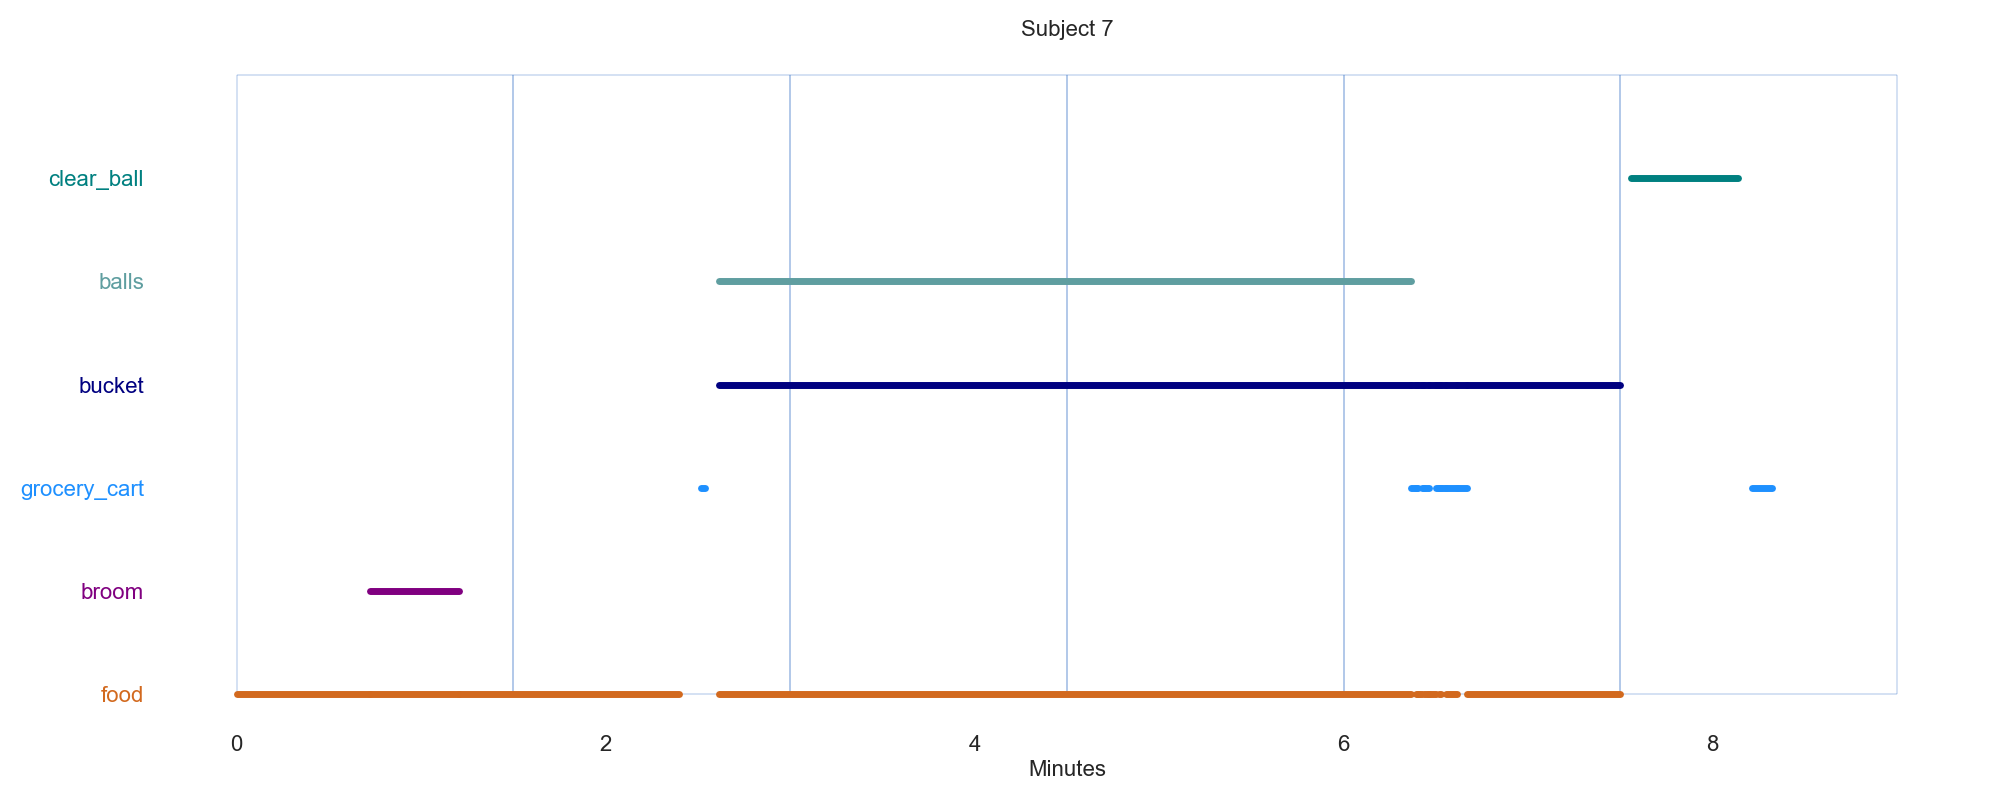 Subject 7
clear_ball
balls
bucket
grocery_cart
broom
food
0 2 4 6 8
Minutes